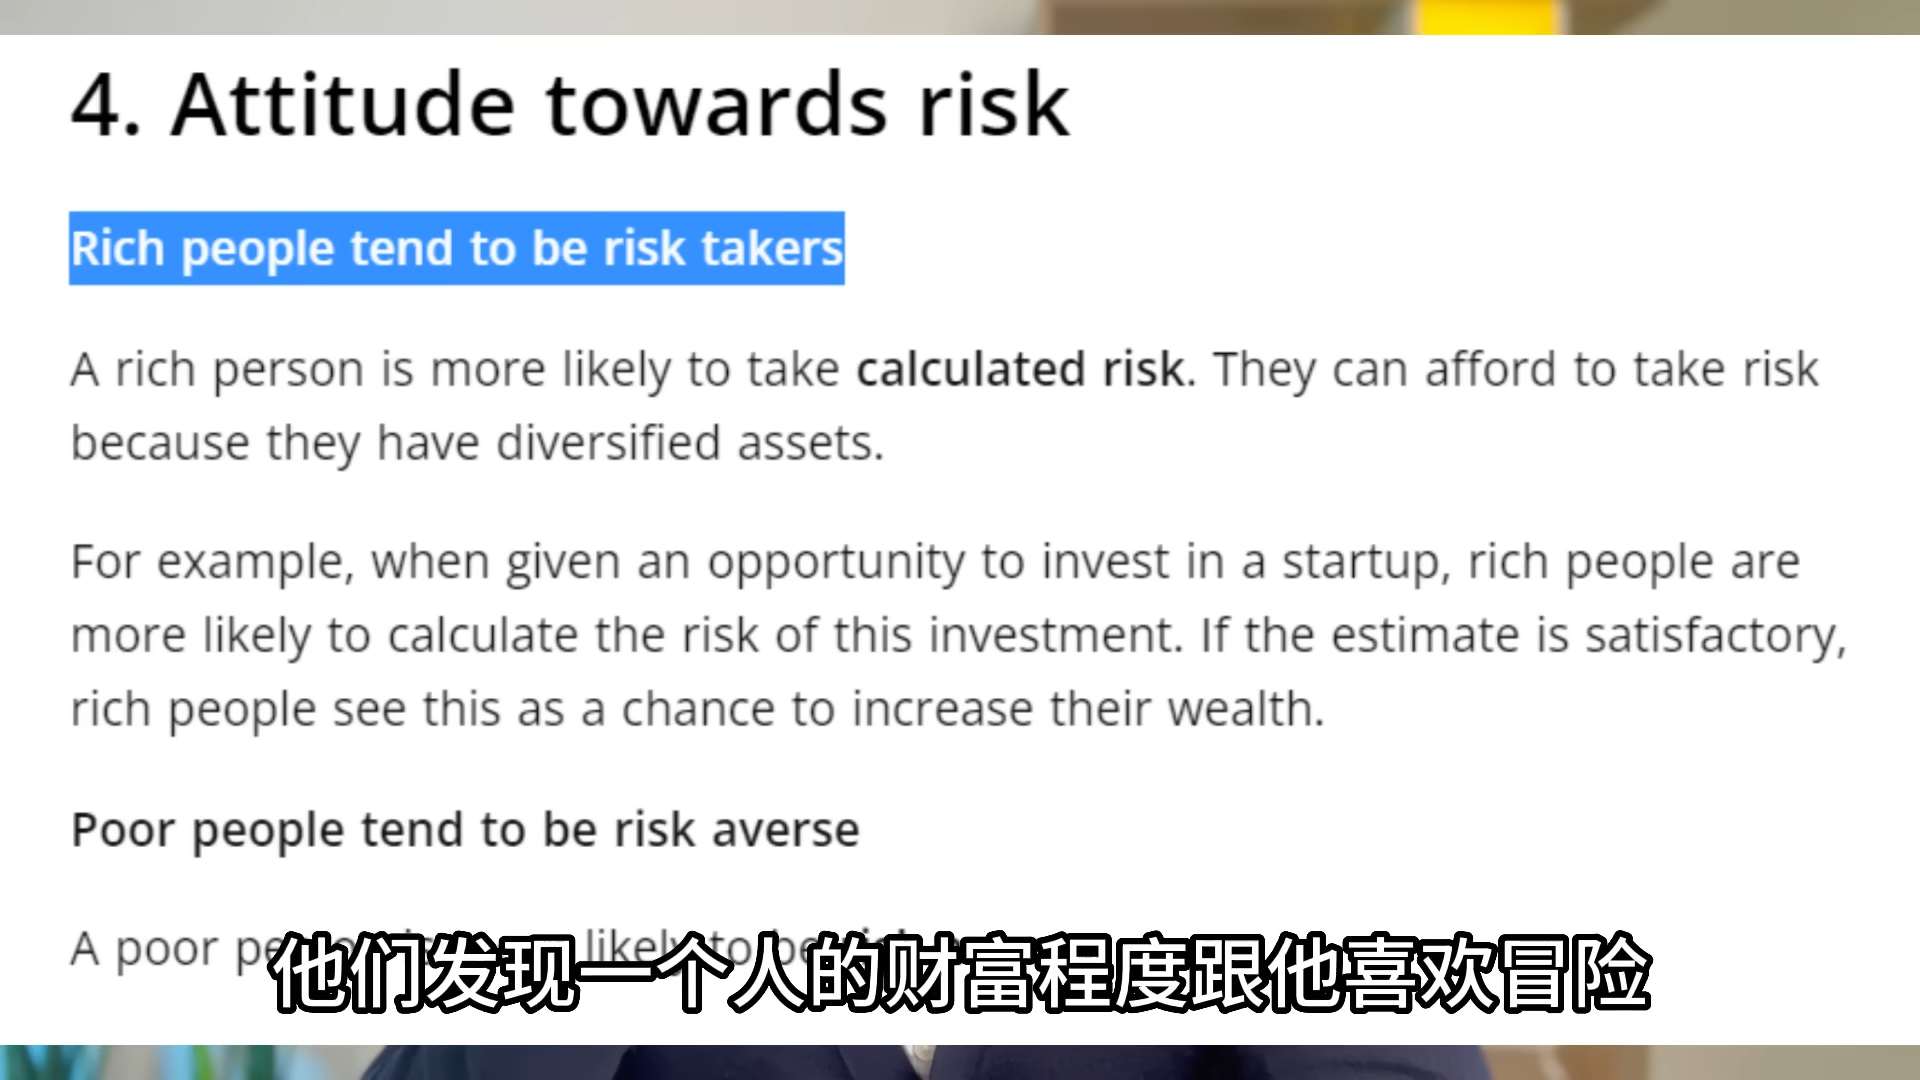 4. Attitude towards risk
Rich people tend to be risk takers
A rich person is more likely to take calculated risk. They can afford to take risk
because they have diversified assets.
For example, when given an opportunity to invest in a startup, rich people are
more likely to calculate the risk of this investment. If the estimate is satisfactory,
rich people see this as a chance to increase their wealth.
Poor people tend to be risk averse
A poor likely to be
他们发现一个人的财富程度跟他喜欢冒险